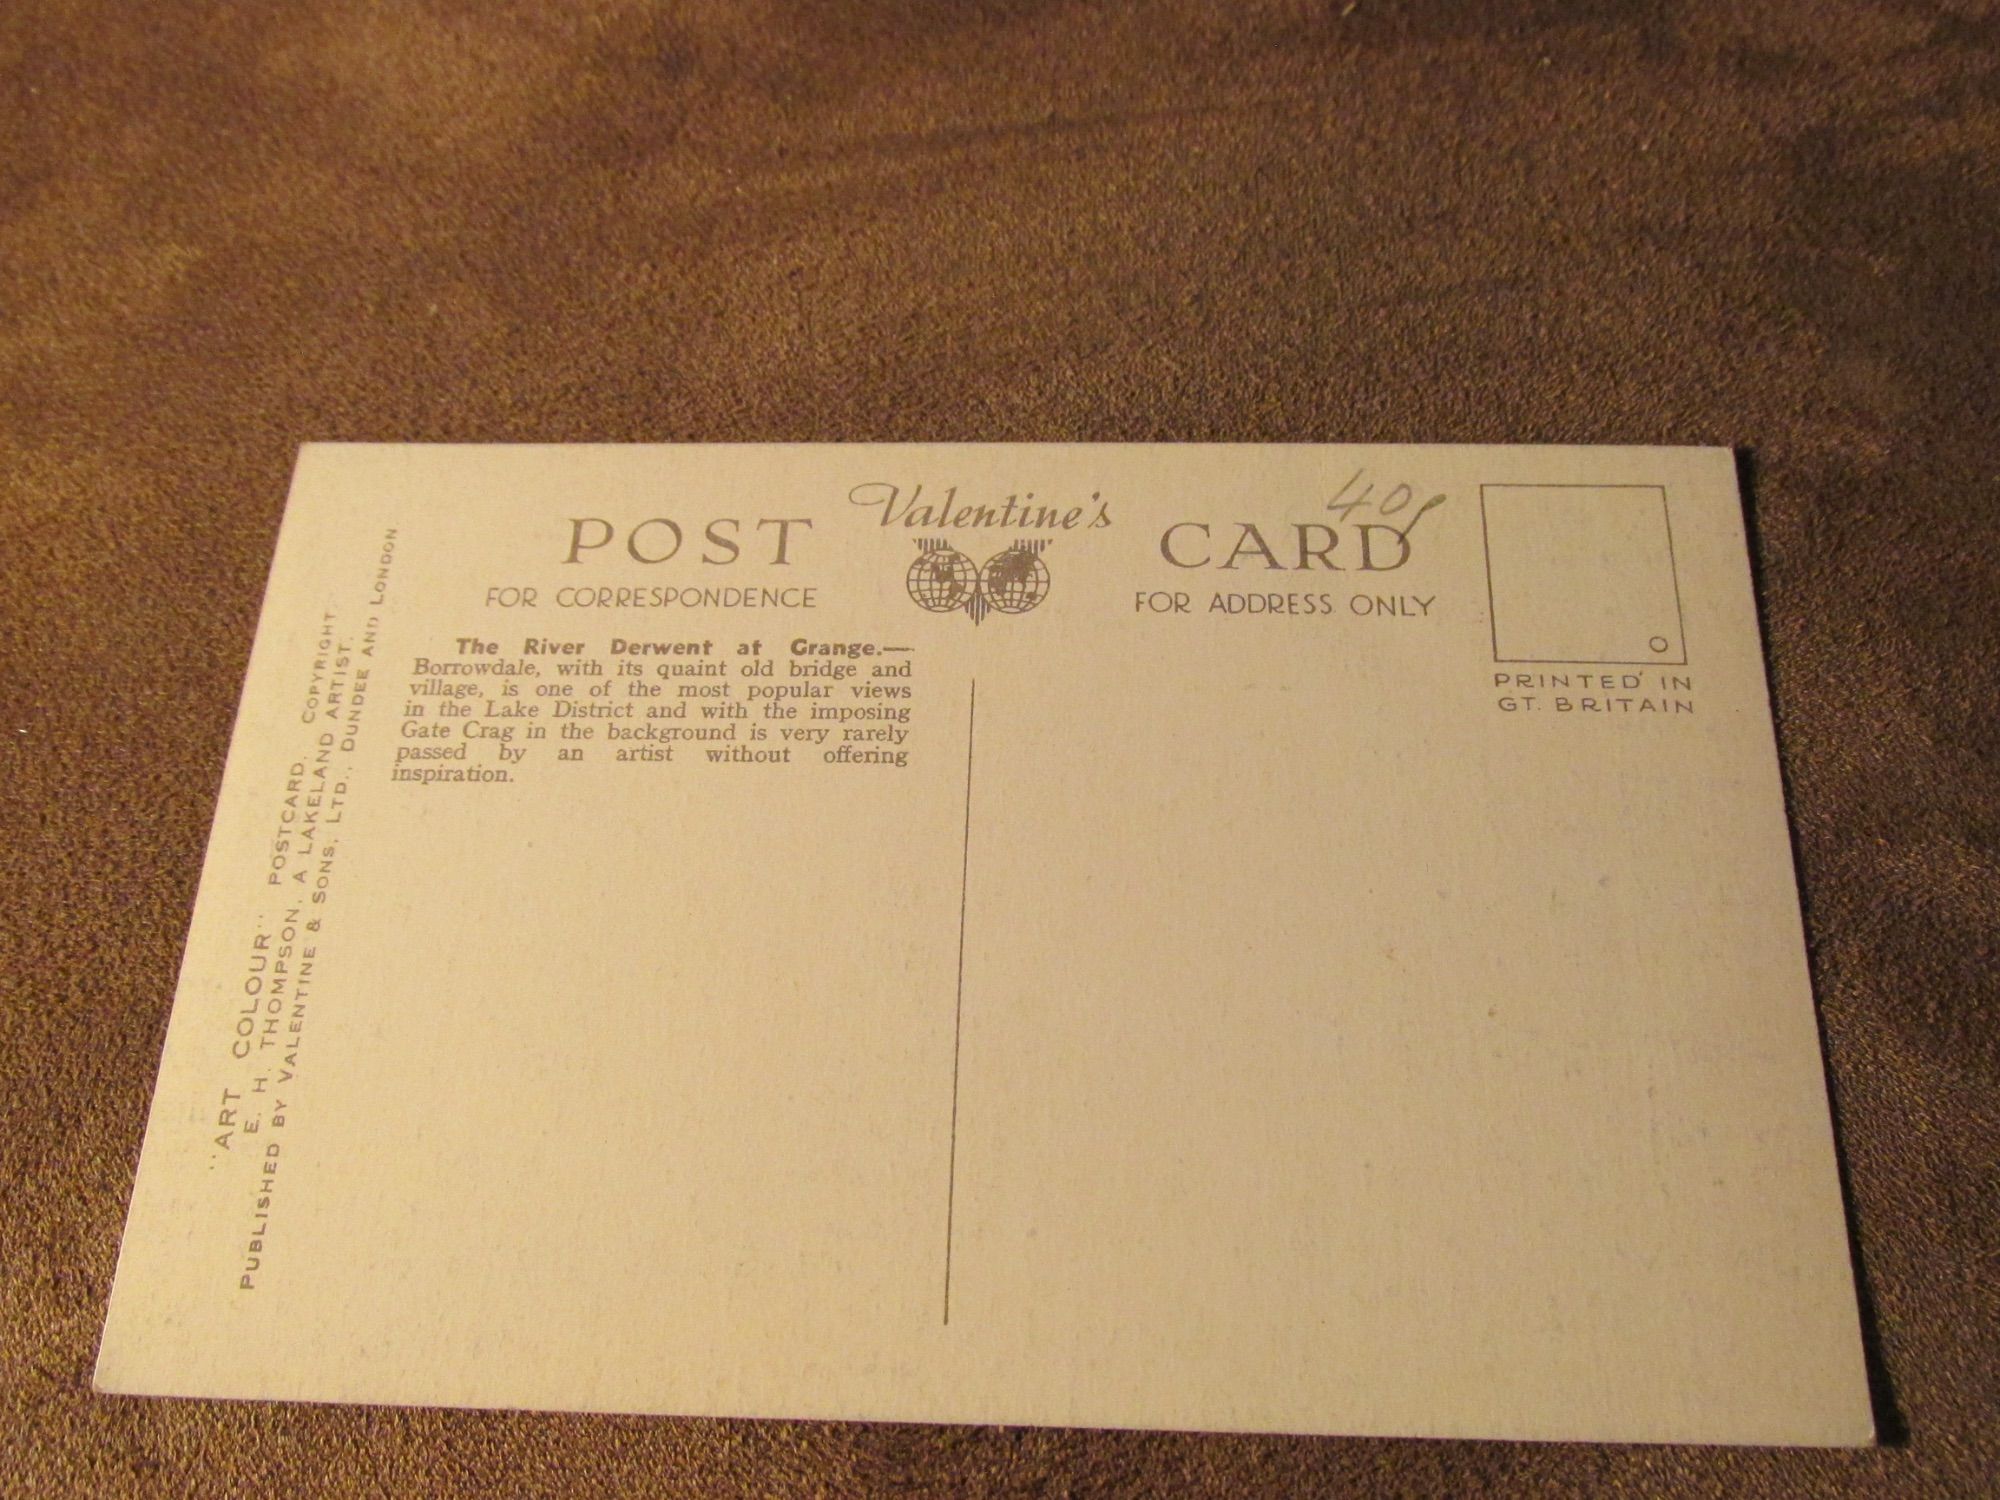 "ART COLOUR" POSTCARD. COPYRIGHT
E. H. THOMPSON, A LAKELAND ARTIST.
PUBLISHED BY VALENTINE & SONS, LTD., DUNDEE AND LONDON
Valentine's
POST CARD
FOR CORRESPONDENCE
FOR ADDRESS ONLY
40
The River Derwent at Grange.—
Borrowdale, with its quaint old bridge and
village, is one of the most popular views
in the Lake District and with the imposing
Gate Crag in the background is very rarely
passed by an artist without offering
inspiration.
PRINTED IN
GT. BRITAIN